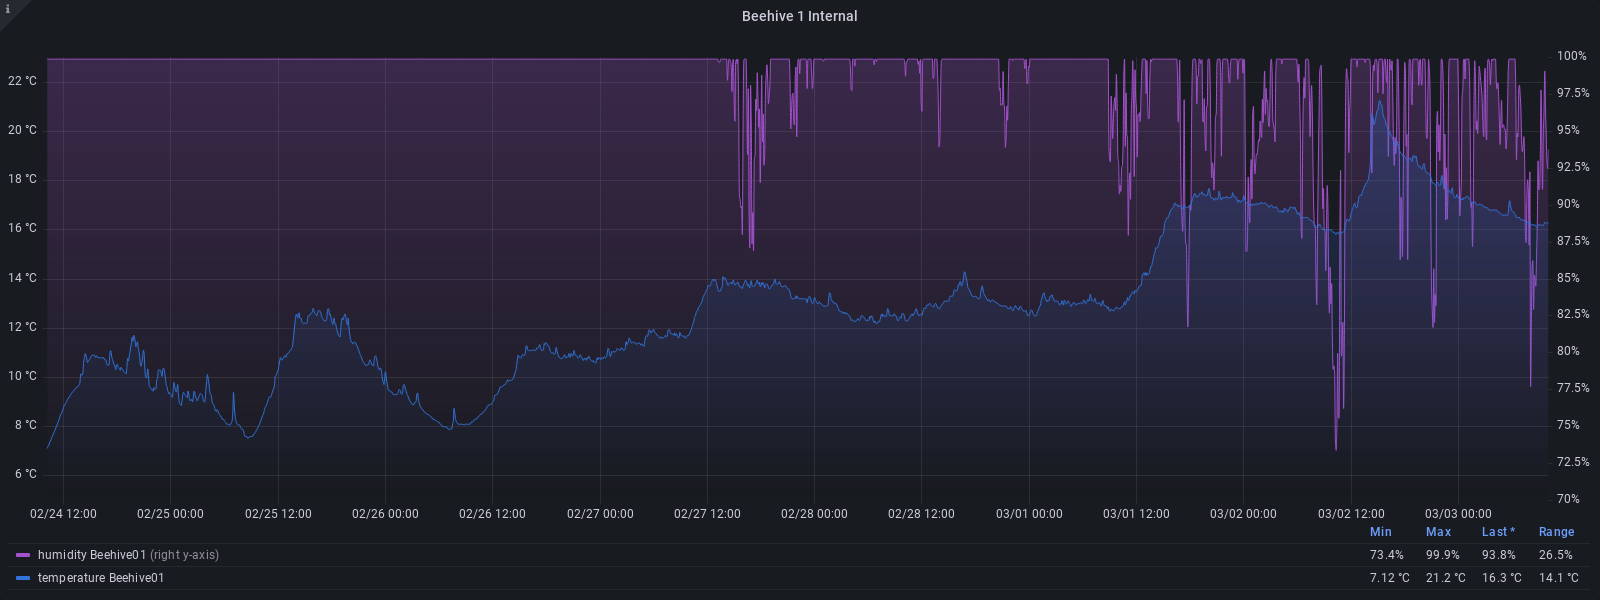 i
Beehive 1 Internal
22 °C
20 °C
18 °C
16 °C
14 °C
12 °C
10 °C
8 °C
6 °C
100%
97.5%
95%
92.5%
90%
87.5%
85%
82.5%
80%
77.5%
75%
72.5%
70%
02/24 12:00 02/25 00:00 02/25 12:00 02/26 00:00 02/26 12:00 02/27 00:00 02/27 12:00 02/28 00:00 02/28 12:00 03/01 00:00 03/01 12:00 03/02 00:00 03/02 12:00 03/03 00:00
Min Max Last * Range
humidity Beehive01 (right y-axis) 73.4% 99.9% 93.8% 26.5%
temperature Beehive01 7.12 °C 21.2 °C 16.3 °C 14.1 °C